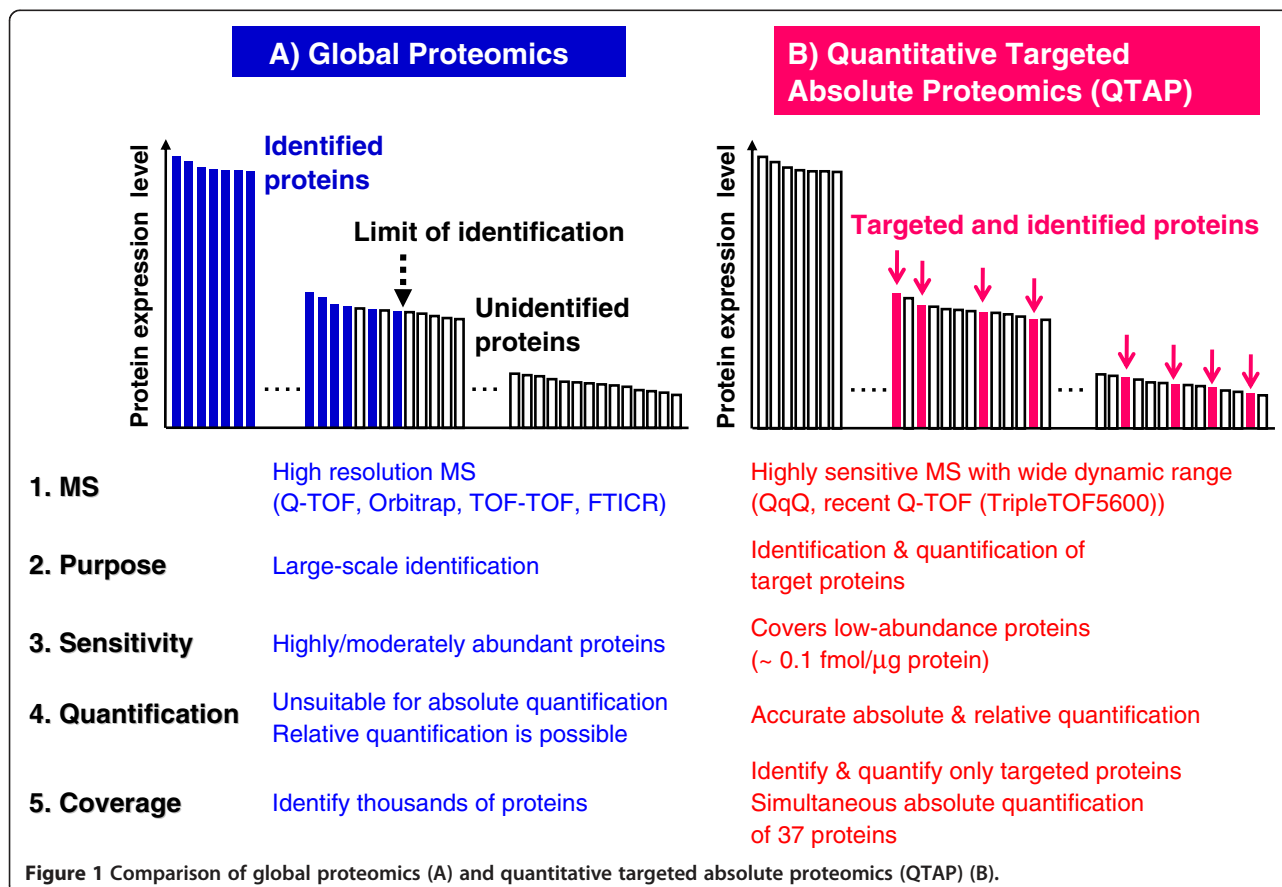 A) Global Proteomics
B) Quantitative Targeted
Absolute Proteomics (QTAP)
Protein expression level
Identified
proteins
Limit of identification
Unidentified
proteins
.....
...
Protein expression level
Targeted and identified proteins
.....
...
1. MS
High resolution MS
(Q-TOF, Orbitrap, TOF-TOF, FTICR)
Highly sensitive MS with wide dynamic range
(QqQ, recent Q-TOF (TripleTOF5600))
2. Purpose
Large-scale identification
Identification & quantification of
target proteins
3. Sensitivity
Highly/moderately abundant proteins
Covers low-abundance proteins
(~ 0.1 fmol/μg protein)
4. Quantification
Unsuitable for absolute quantification
Relative quantification is possible
Accurate absolute & relative quantification
5. Coverage
Identify thousands of proteins
Identify & quantify only targeted proteins
Simultaneous absolute quantification
of 37 proteins
Figure 1 Comparison of global proteomics (A) and quantitative targeted absolute proteomics (QTAP) (B).